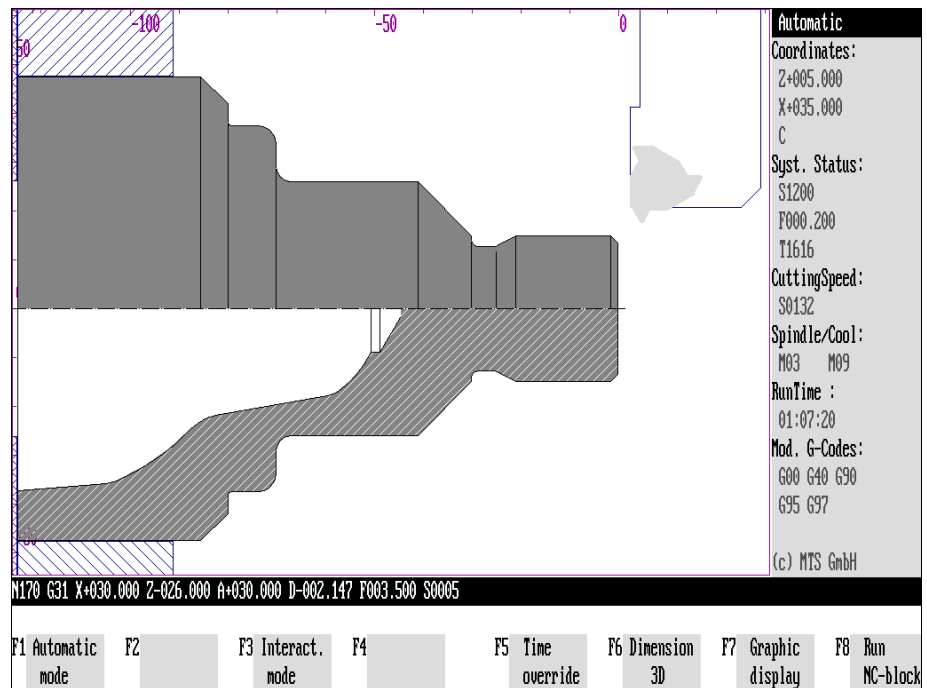 -100 -50 0 Automatic
50 Coordinates:
Z+005.000
X+035.000
C
Syst. Status:
S1200
F000.200
T1616
CuttingSpeed:
S0132
Spindle/Cool:
M03 M09
RunTime :
01:07:20
Mod. G-Codes:
G00 G40 G90
G95 G97
(c) MTS GmbH
N170 G31 X+030.000 Z-026.000 A+030.000 D-002.147 F003.500 S0005
F1 Automatic F2 F3 Interact. F4 F5 Time F6 Dimension F7 Graphic F8 Run
mode mode override 3D display NC-block